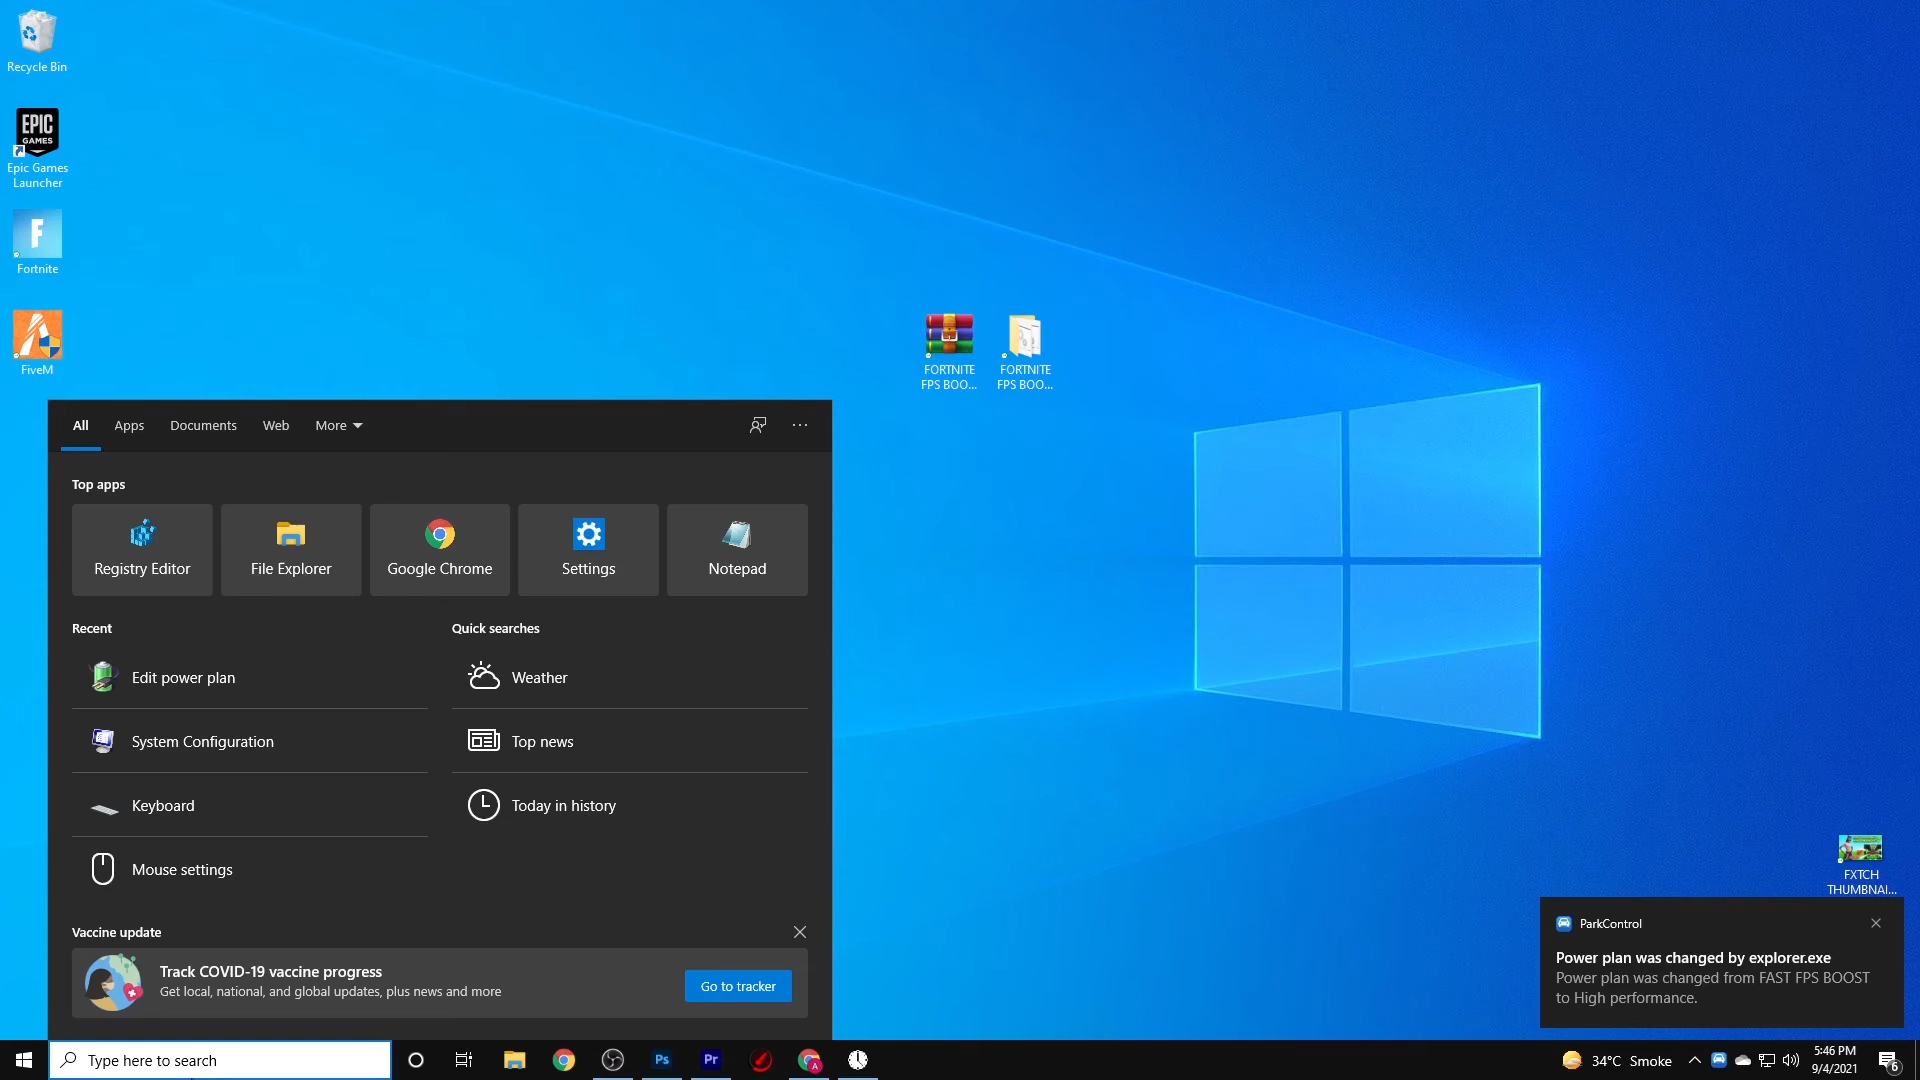 Recycle Bin
EPIC
GAMES
Epic Games
Launcher
F
Fortnite
FiveM
FORTNITE
FPS BOO...
FORTNITE
FPS BOO...
All
Apps
Documents
Web
More
Top apps
Registry Editor
File Explorer
Google Chrome
Settings
Notepad
Recent
Quick searches
Edit power plan
Weather
System Configuration
Top news
Keyboard
Today in history
Mouse settings
Vaccine update
Track COVID-19 vaccine progress
Get local, national, and global updates, plus news and more
Go to tracker
FXTCH
THUMBNAI...
ParkControl
Power plan was changed by explorer.exe
Power plan was changed from FAST FPS BOOST
to High performance.
Type here to search
Ps
Pr
A
34°C Smoke
5:46 PM
9/4/2021
6